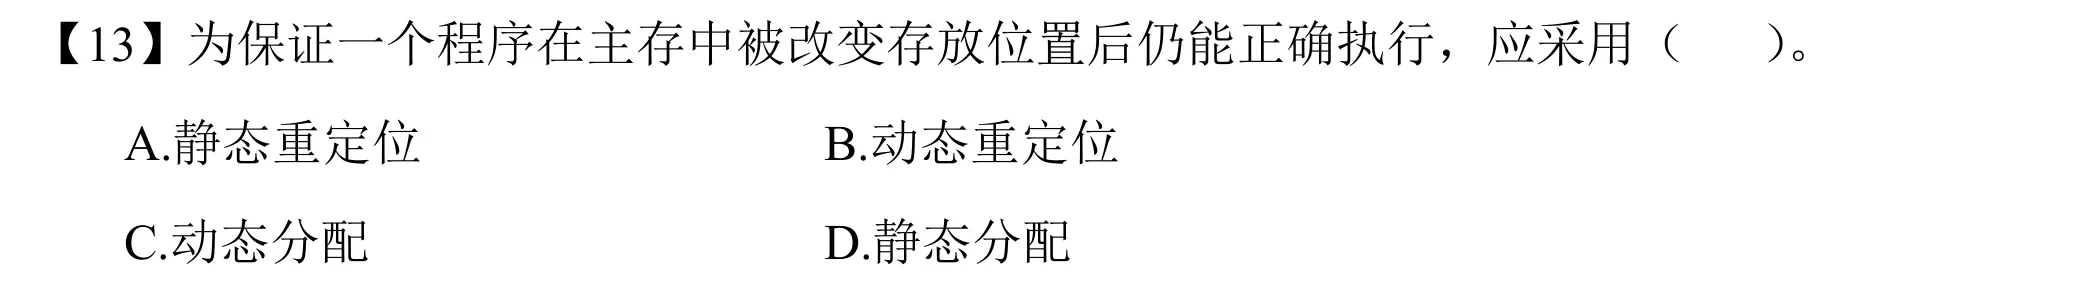 【13】为保证一个程序在主存中被改变存放位置后仍能正确执行，应采用（　　）。
A.静态重定位　　B.动态重定位
C.动态分配　　D.静态分配